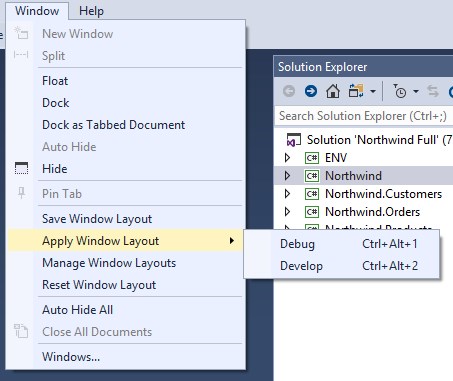 Window Help
New Window
Split
Float
Dock
Dock as Tabbed Document
Auto Hide
Hide
Pin Tab
Save Window Layout
Apply Window Layout
Manage Window Layouts
Reset Window Layout
Auto Hide All
Close All Documents
Windows...
Debug Ctrl+Alt+1
Develop Ctrl+Alt+2
Solution Explorer
Search Solution Explorer (Ctrl+;)
Solution 'Northwind Full' (7
C# ENV
C# Northwind
C# Northwind.Customers
C# Northwind.Orders
C# Northwind.Products